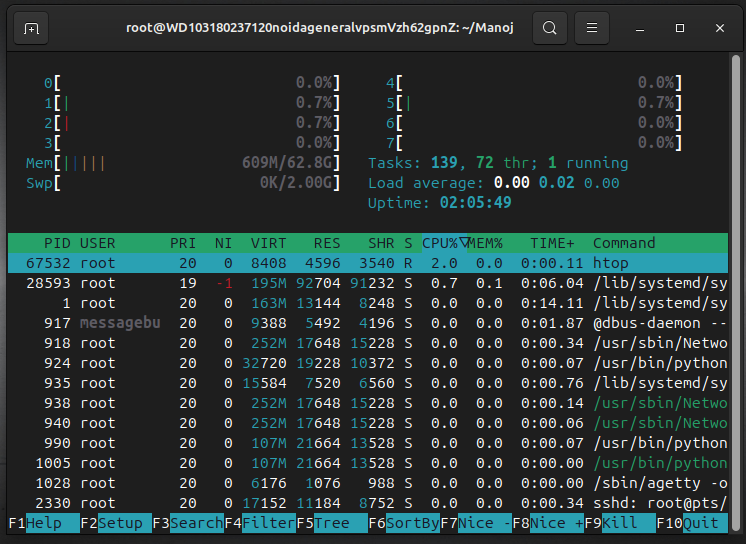 root@WD103180237120noidageneralvpsmVzh62gpnZ: ~/Manoj
0[ 0.0%] 4[ 0.0%]
1[| 0.7%] 5[| 0.7%]
2[| 0.7%] 6[ 0.0%]
3[ 0.0%] 7[ 0.0%]
Mem[||||| 609M/62.8G] Tasks: 139, 72 thr; 1 running
Swp[ 0K/2.00G] Load average: 0.00 0.02 0.00
Uptime: 02:05:49
PID USER PRI NI VIRT RES SHR S CPU%▽MEM% TIME+ Command
67532 root 20 0 8408 4596 3540 R 2.0 0.0 0:00.11 htop
28593 root 19 -1 195M 92704 91232 S 0.7 0.1 0:06.04 /lib/systemd/sy
1 root 20 0 163M 13144 8248 S 0.0 0.0 0:14.11 /lib/systemd/sy
917 messagebu 20 0 9388 5492 4196 S 0.0 0.0 0:01.87 @dbus-daemon --
918 root 20 0 252M 17648 15228 S 0.0 0.0 0:00.34 /usr/sbin/Netwo
924 root 20 0 32720 19228 10372 S 0.0 0.0 0:00.07 /usr/bin/python
935 root 20 0 15584 7520 6560 S 0.0 0.0 0:00.76 /lib/systemd/sy
938 root 20 0 252M 17648 15228 S 0.0 0.0 0:00.14 /usr/sbin/Netwo
940 root 20 0 252M 17648 15228 S 0.0 0.0 0:00.06 /usr/sbin/Netwo
990 root 20 0 107M 21664 13528 S 0.0 0.0 0:00.07 /usr/bin/python
1005 root 20 0 107M 21664 13528 S 0.0 0.0 0:00.00 /usr/bin/python
1028 root 20 0 6176 1076 988 S 0.0 0.0 0:00.00 /sbin/agetty -o
2330 root 20 0 17152 11184 8752 S 0.0 0.0 0:00.34 sshd: root@pts/
F1Help F2Setup F3SearchF4FilterF5Tree F6SortByF7Nice -F8Nice +F9Kill F10Quit